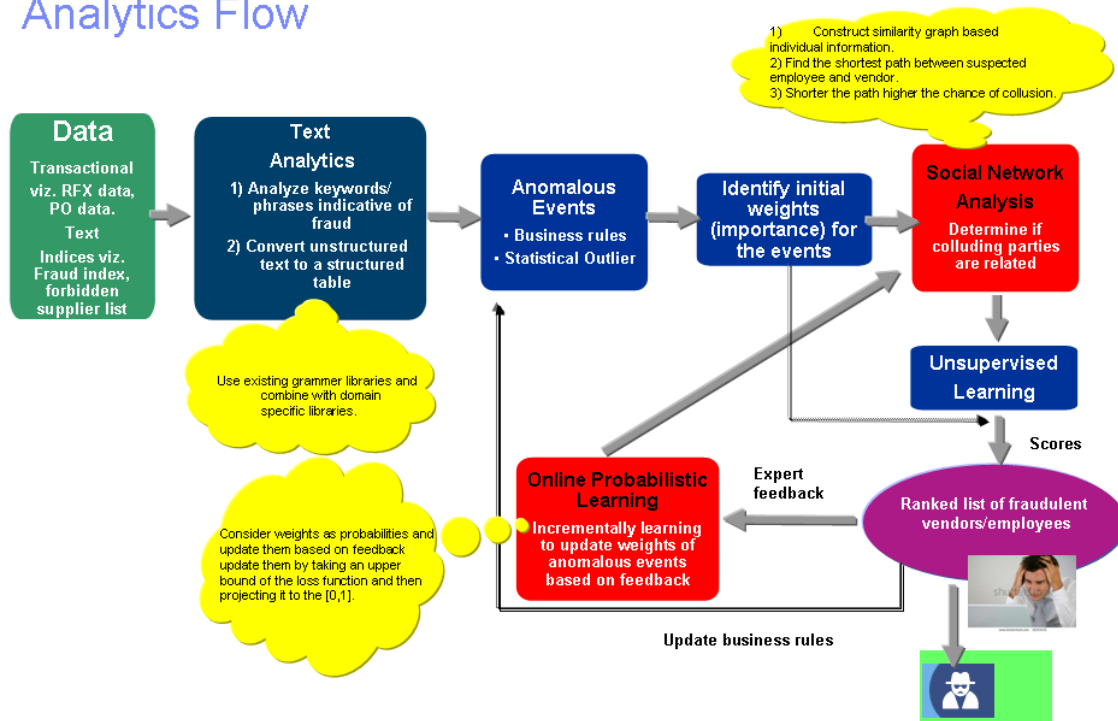 Analytics Flow
1) Construct similarity graph based
individual information.
2) Find the shortest path between suspected
employee and vendor.
3) Shorter the path higher the chance of collusion.
Data
Transactional
viz. RFX data,
PO data.
Text
Indices viz.
Fraud index,
forbidden
supplier list
Text
Analytics
1) Analyze keywords/
phrases indicative of
fraud
2) Convert unstructured
text to a structured
table
Anomalous
Events
• Business rules
• Statistical Outlier
Identify initial
weights
(importance) for
the events
Social Network
Analysis
Determine if
colluding parties
are related
Use existing grammer libraries and
combine with domain
specific libraries.
Unsupervised
Learning
Scores
Online Probabilistic
Learning
Incrementally learning
to update weights of
anomalous events
based on feedback
Expert
feedback
Ranked list of fraudulent
vendors/employees
Consider weights as probabilities and
update them based on feedback
update them by taking an upper
bound of the loss function and then
projecting it to the [0,1].
Update business rules